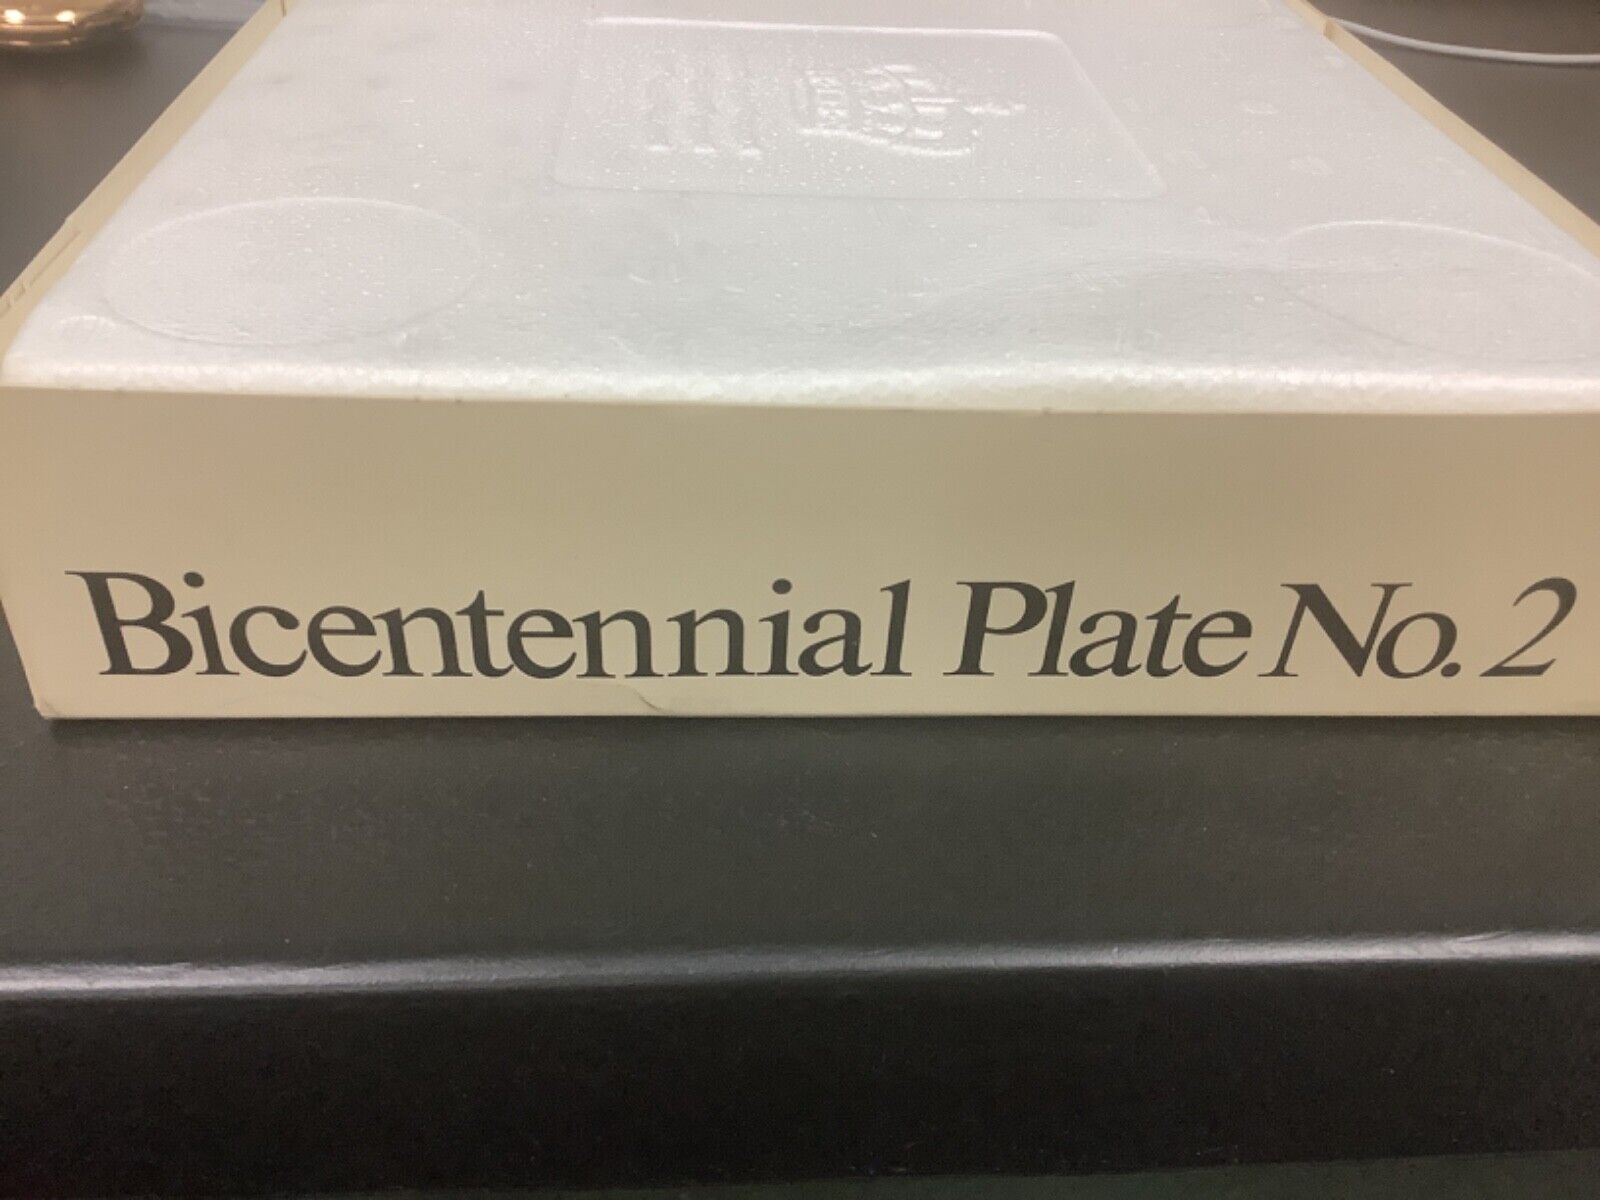 Bicentennial Plate No. 2